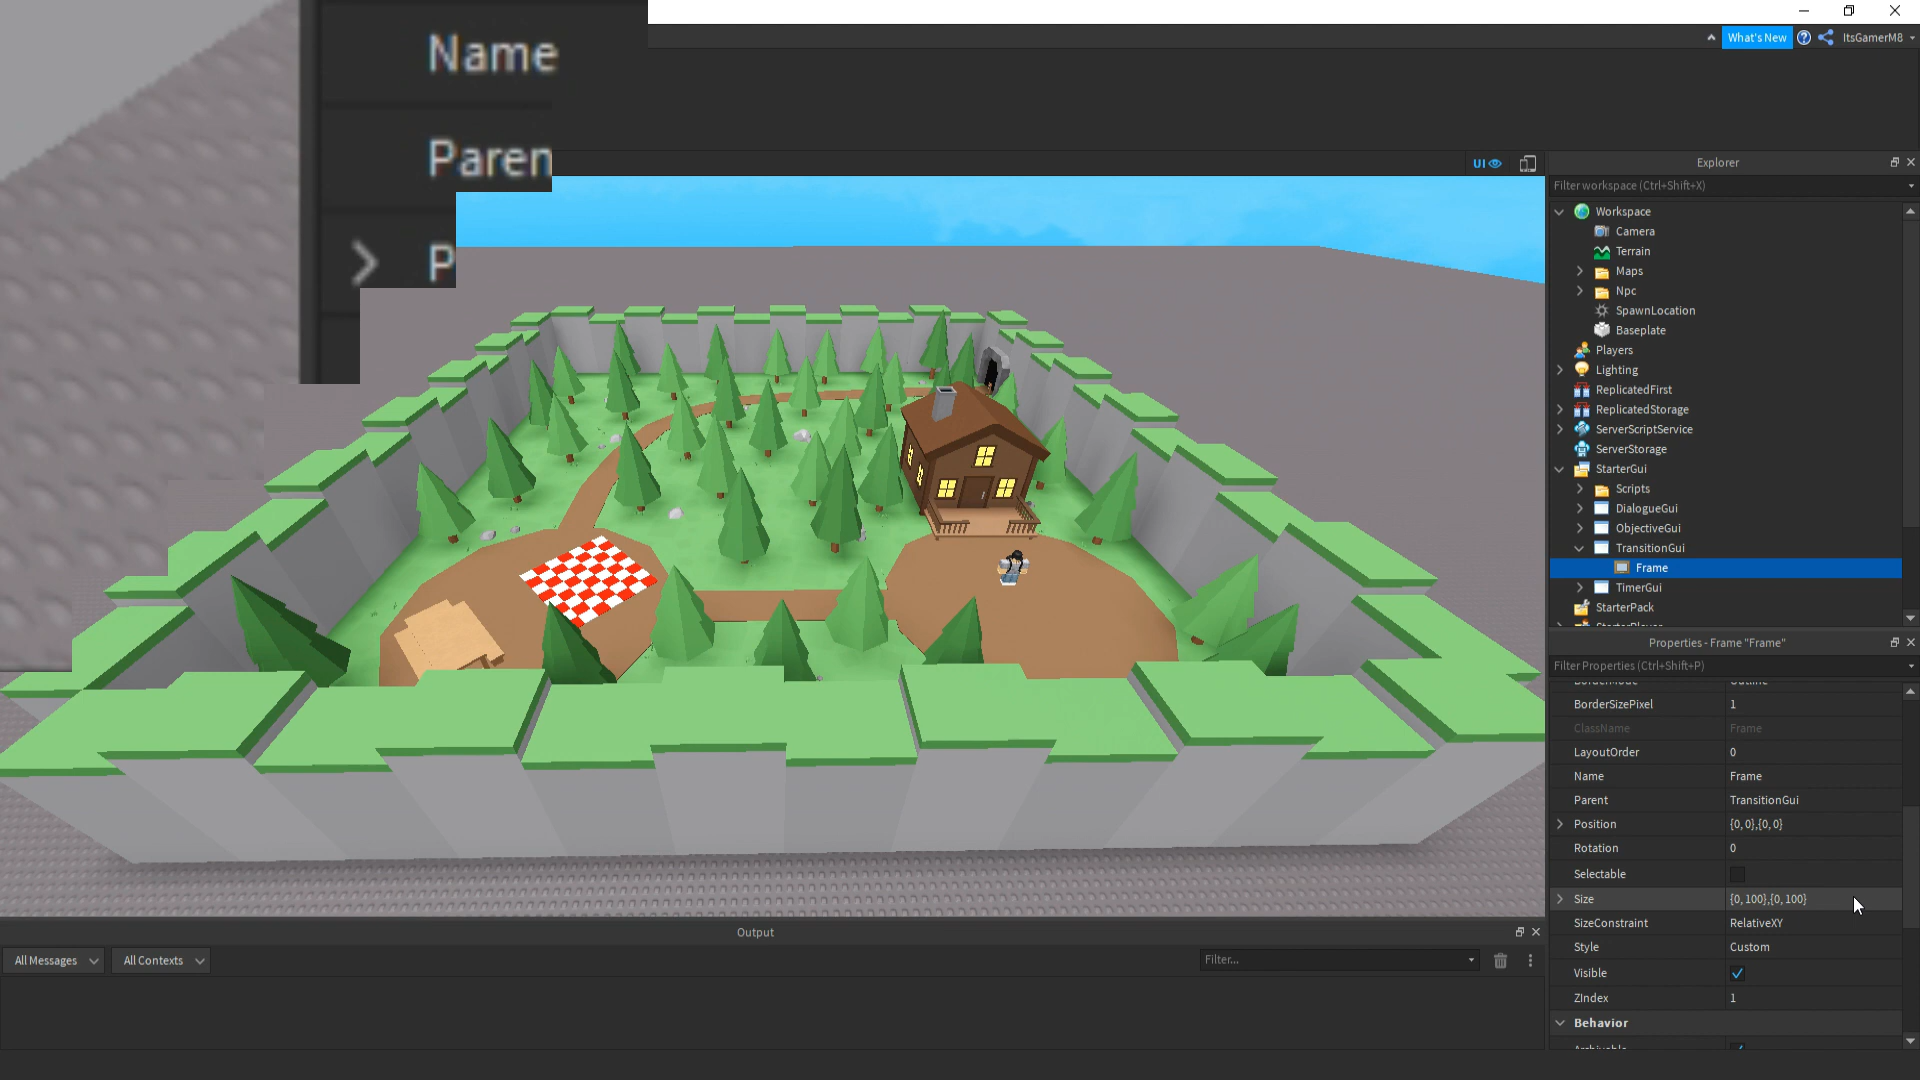 Name
Paren
P
What's New
ItsGamerM8
UI
Explorer
Filter workspace (Ctrl+Shift+X)
Workspace
Camera
Terrain
Maps
Npc
SpawnLocation
Baseplate
Players
Lighting
ReplicatedFirst
ReplicatedStorage
ServerScriptService
ServerStorage
StarterGui
Scripts
DialogueGui
ObjectiveGui
TransitionGui
Frame
TimerGui
StarterPack
Properties - Frame "Frame"
Filter Properties (Ctrl+Shift+P)
BorderSizePixel 1
ClassName Frame
LayoutOrder 0
Name Frame
Parent TransitionGui
Position {0, 0},{0, 0}
Rotation 0
Selectable
Size {0, 100},{0, 100}
SizeConstraint RelativeXY
Style Custom
Visible
ZIndex 1
Behavior
Output
All Messages All Contexts Filter...